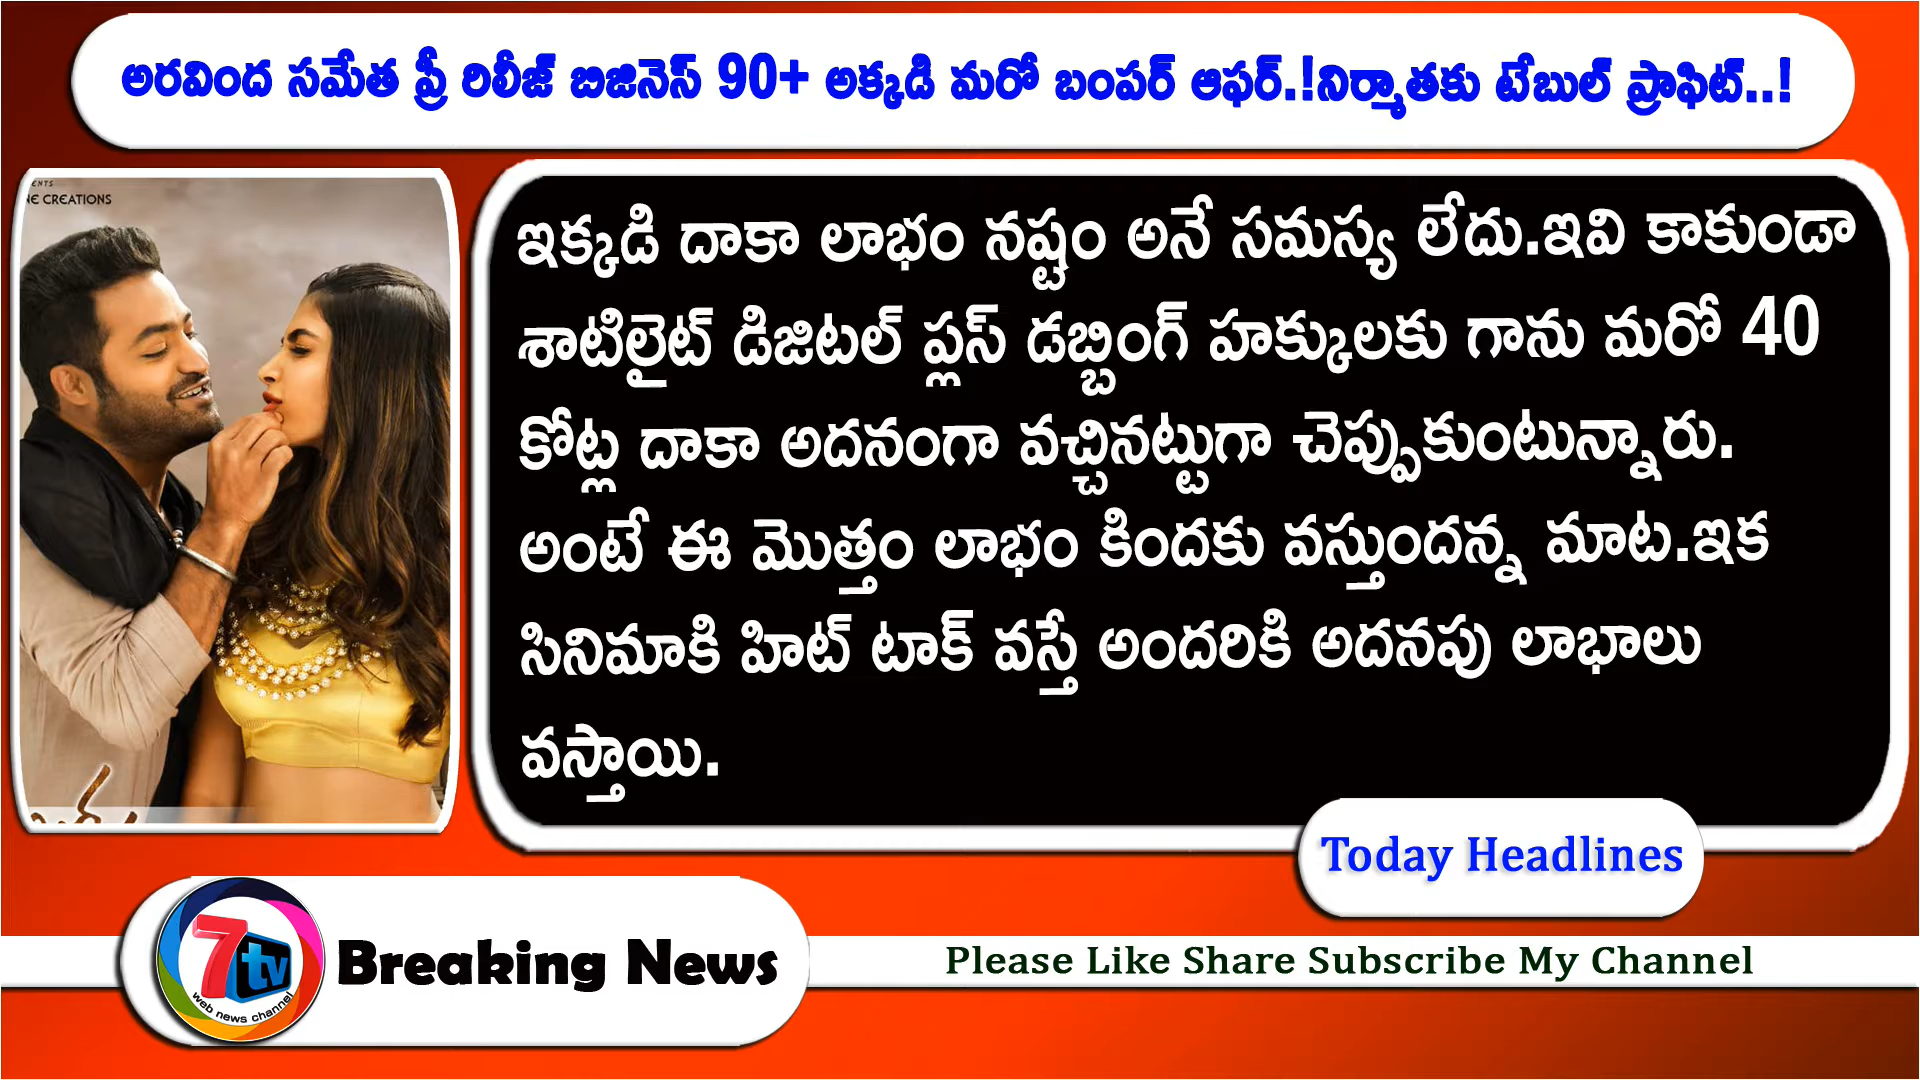 అరవింద సమేత ప్రీ రిలీజ్ బిజినెస్ 90+ అక్కడి మరో బంపర్ ఆఫర్.!నిర్మాతకు టేబుల్ ప్రాఫిట్..!
ENTS
NE CREATIONS
ఇక్కడి దాకా లాభం నష్టం అనే సమస్య లేదు.ఇవి కాకుండా
శాటిలైట్ డిజిటల్ ప్లస్ డబ్బింగ్ హక్కులకు గాను మరో 40
కోట్ల దాకా అదనంగా వచ్చినట్టుగా చెప్పుకుంటున్నారు.
అంటే ఈ మొత్తం లాభం కిందకు వస్తుందన్న మాట.ఇక
సినిమాకి హిట్ టాక్ వస్తే అందరికి అదనపు లాభాలు
వస్తాయి.
Today Headlines
7tv
web news channel
Breaking News
Please Like Share Subscribe My Channel